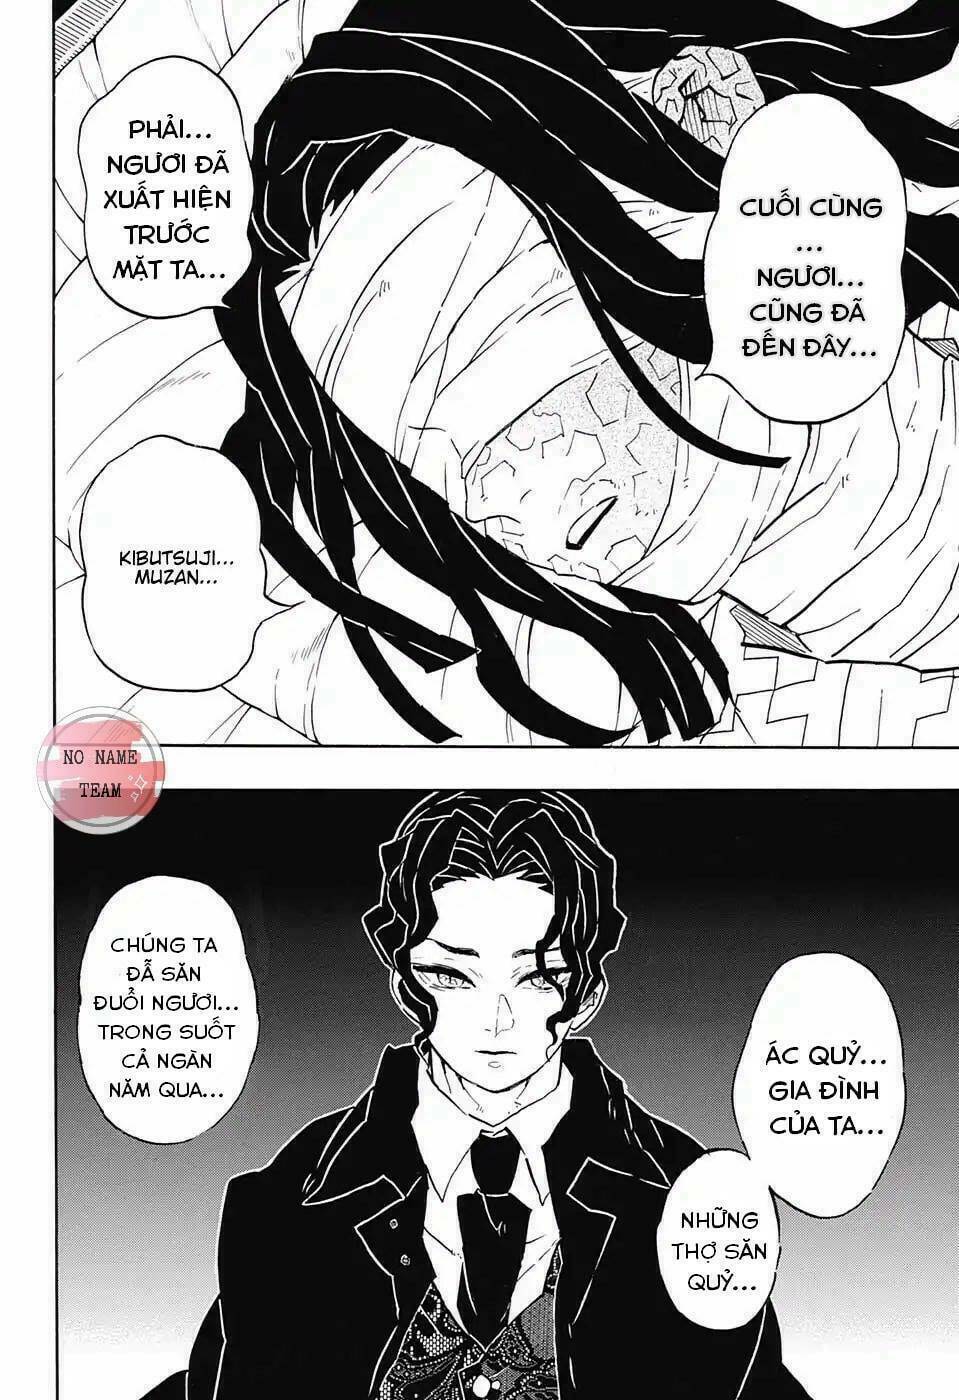 CUỐI CÙNG
...
NGƯƠI...
CŨNG ĐÃ
ĐẾN ĐÂY...
PHẢI...
NGƯƠI ĐÃ
XUẤT HIỆN
TRƯỚC
MẶT TA...
KIBUTSUJI...
MUZAN...
NO NAME
TEAM
ÁC QUỶ...
GIA ĐÌNH
CỦA TA...
NHỮNG
THỢ SĂN
QUỶ...
CHÚNG TA
ĐẪ SĂN
ĐUỔI NGƯƠI...
TRONG SUỐT
CẢ NGÀN
NĂM QUA...